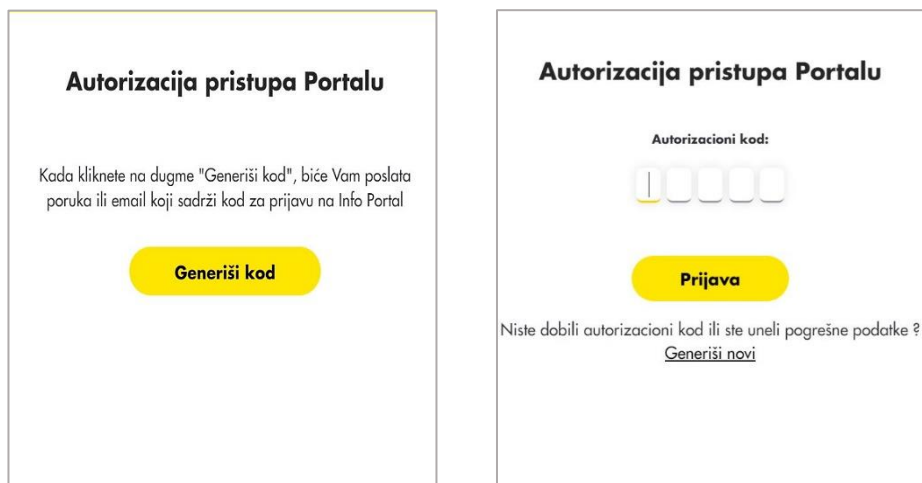 Autorizacija pristupa Portalu
Kada kliknete na dugme "Generiši kod", biće Vam poslata
poruka ili email koji sadrži kod za prijavu na Info Portal
Generiši kod
Autorizacija pristupa Portalu
Autorizacioni kod:
Prijava
Niste dobili autorizacioni kod ili ste uneli pogrešne podatke ?
Generiši novi